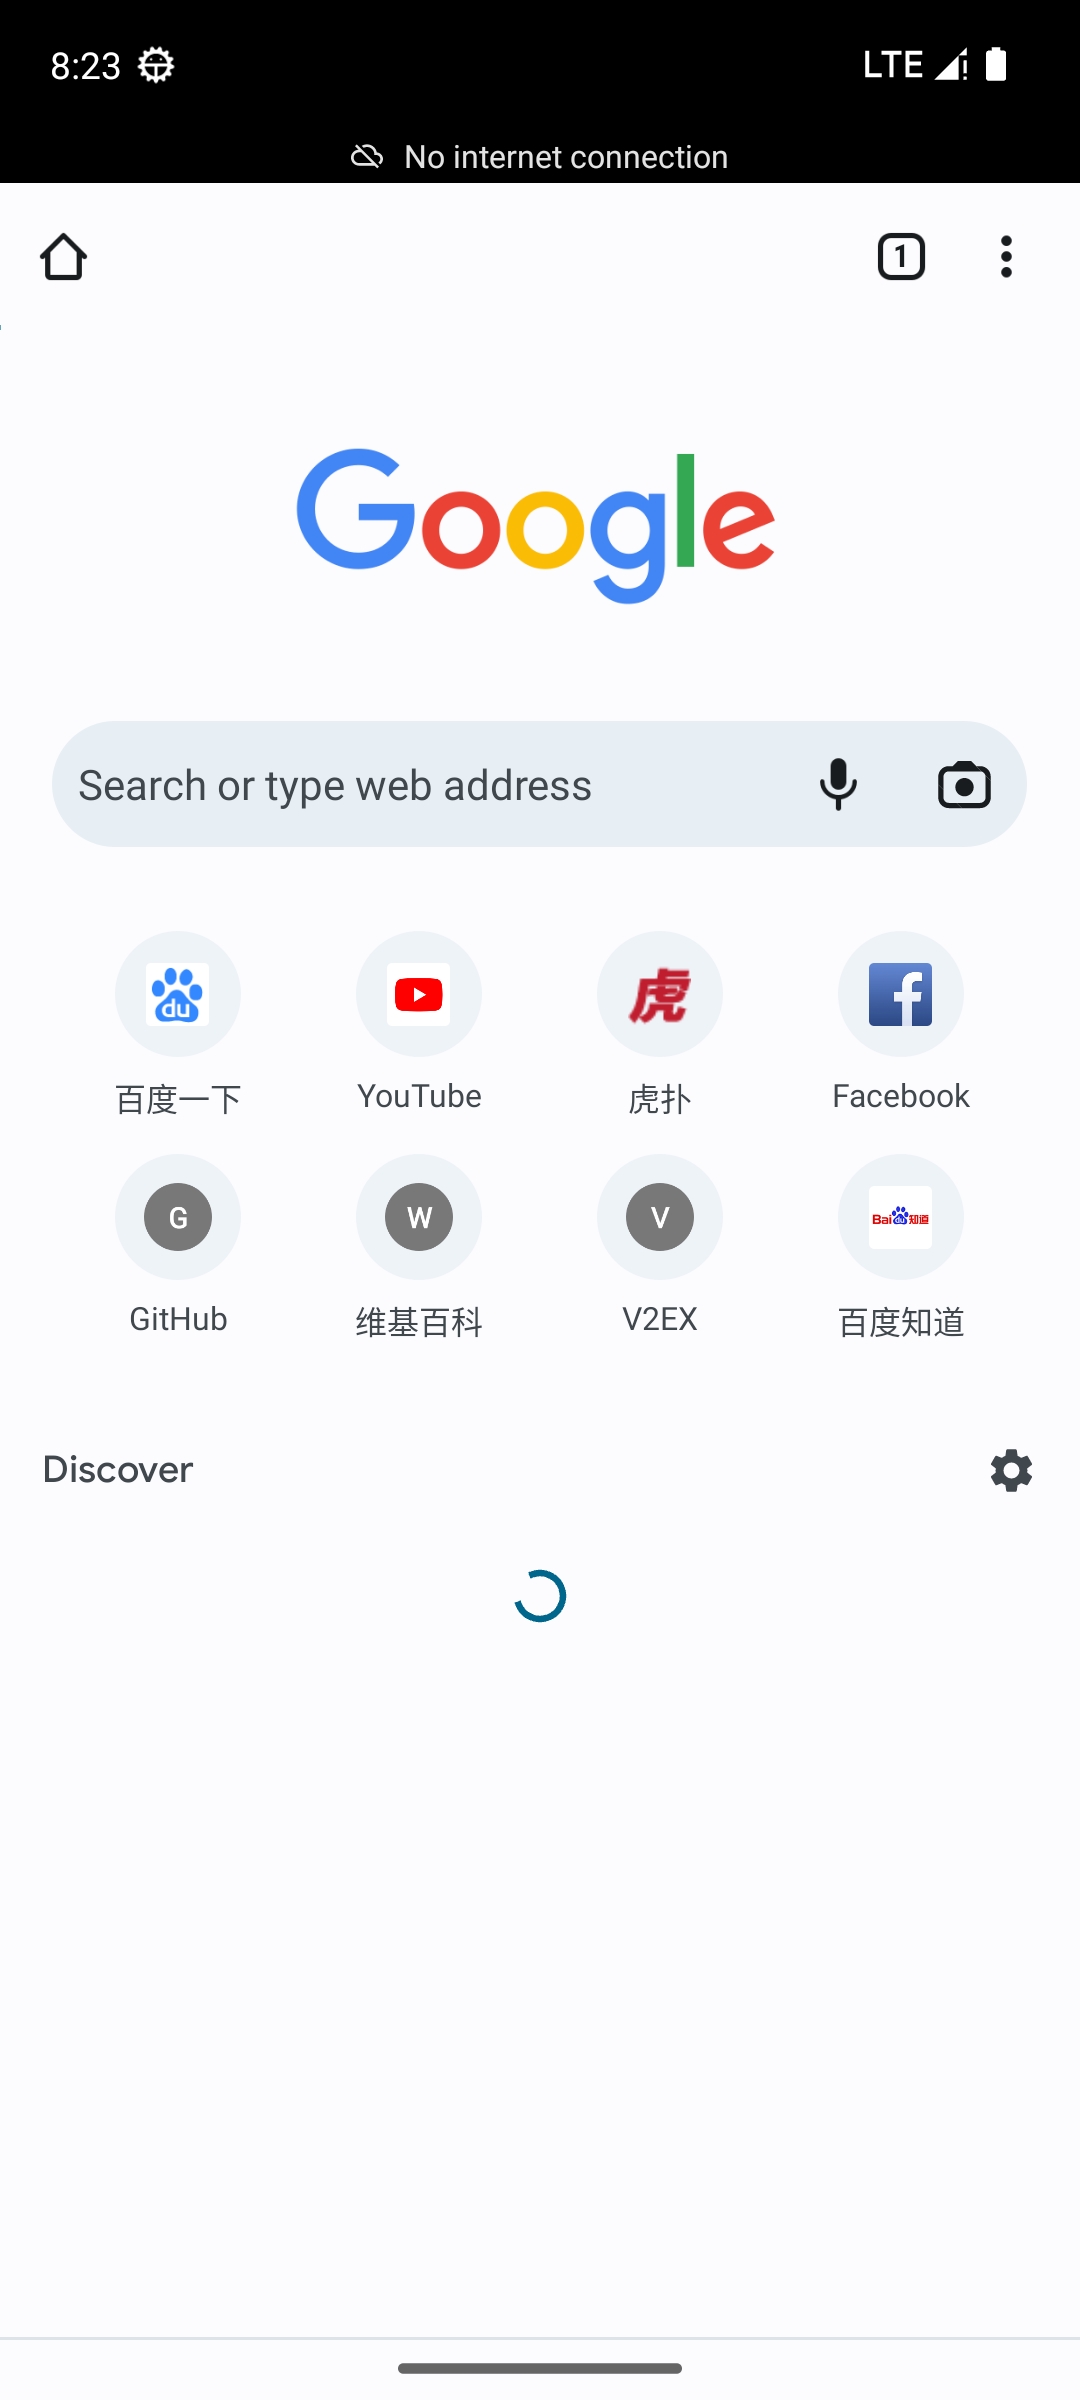 8:23
LTE
No internet connection
1
Google
Search or type web address
du
虎
f
百度一下
YouTube
虎扑
Facebook
G
W
V
Bai du 知道
GitHub
维基百科
V2EX
百度知道
Discover